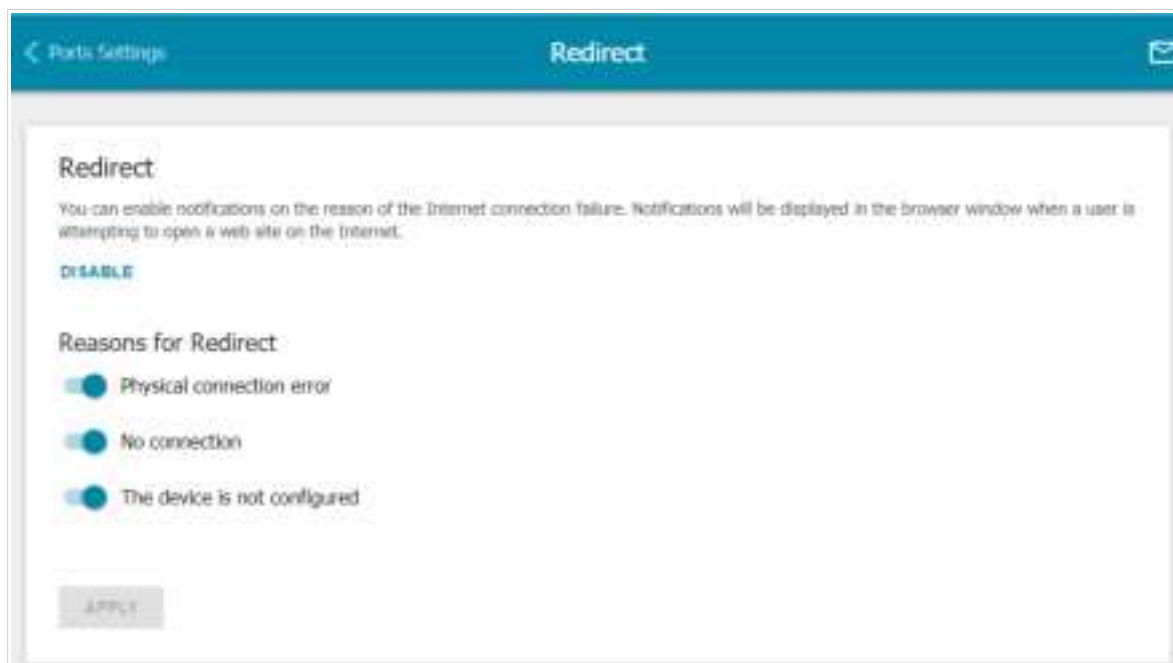 Ports Settings
Redirect
Redirect
You can enable notifications on the reason of the Internet connection failure. Notifications will be displayed in the browser window when a user is
attempting to open a web site on the Internet.
DISABLE
Reasons for Redirect
Physical connection error
No connection
The device is not configured
APPLY